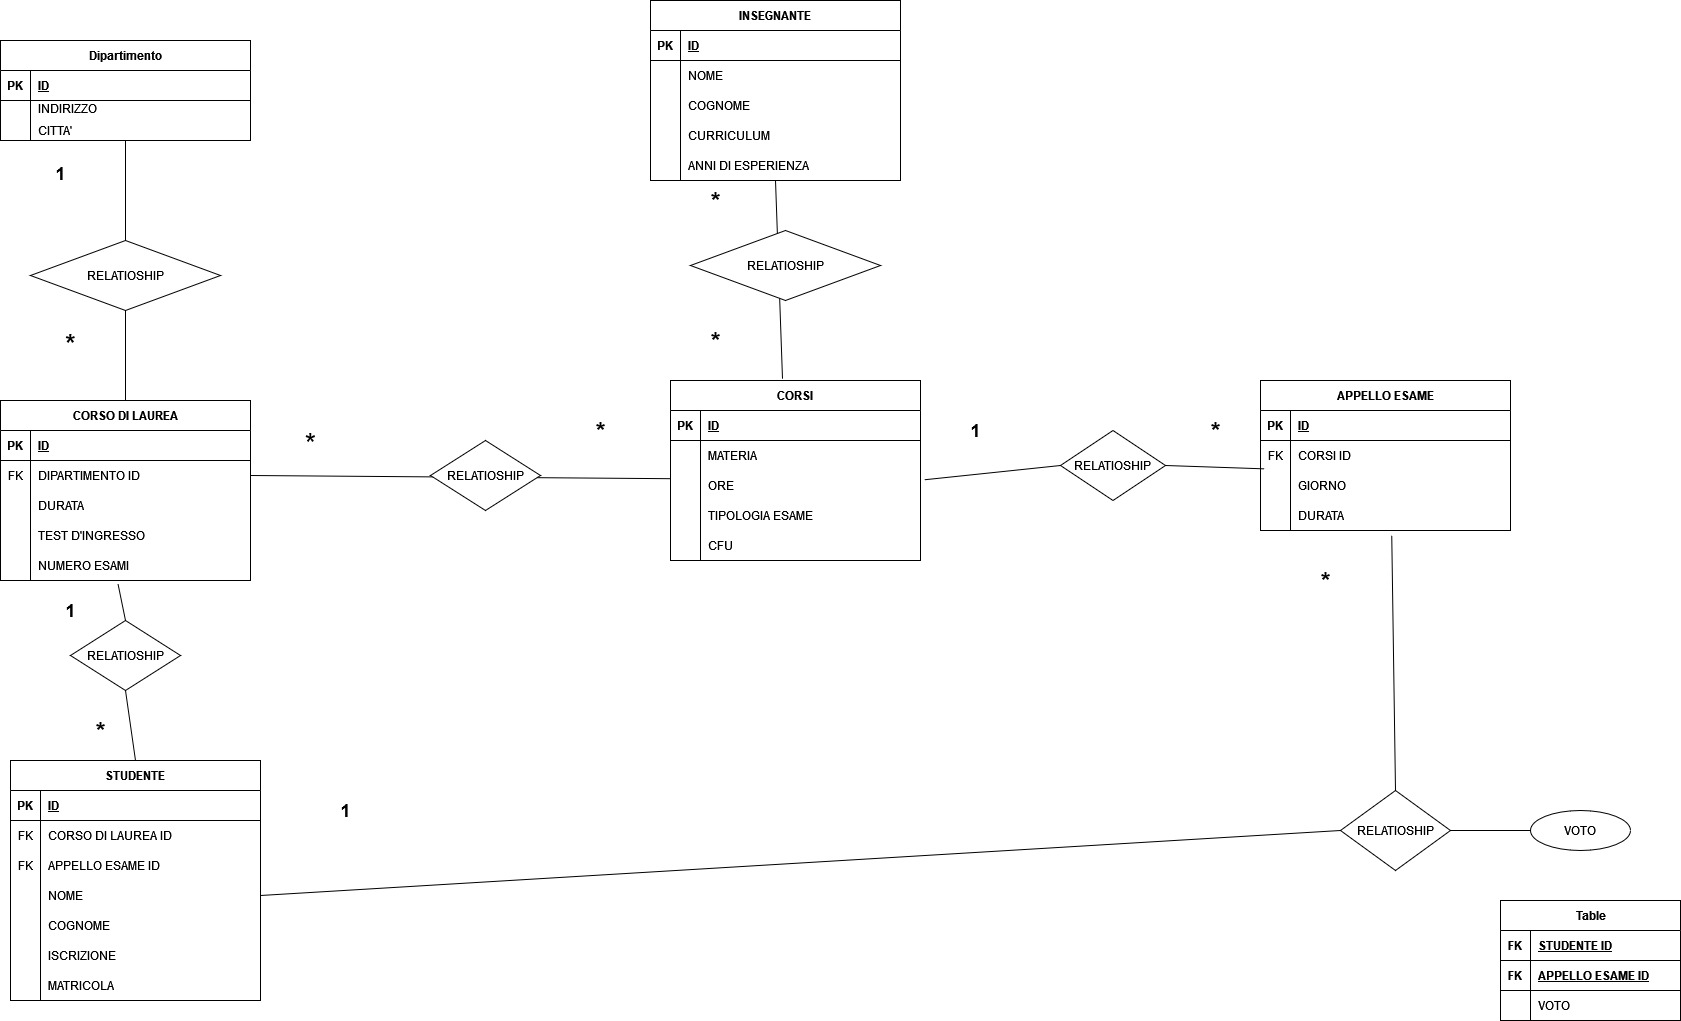 INSEGNANTE
PK ID
NOME
COGNOME
CURRICULUM
ANNI DI ESPERIENZA
Dipartimento
PK ID
INDIRIZZO
CITTA'
1
RELATIOSHIP
*
*
RELATIOSHIP
*
CORSO DI LAUREA
PK ID
FK DIPARTIMENTO ID
DURATA
TEST D'INGRESSO
NUMERO ESAMI
*
RELATIOSHIP
*
CORSI
PK ID
MATERIA
ORE
TIPOLOGIA ESAME
CFU
1
RELATIOSHIP
*
APPELLO ESAME
PK ID
FK CORSI ID
GIORNO
DURATA
*
1
RELATIOSHIP
*
STUDENTE
PK ID
FK CORSO DI LAUREA ID
FK APPELLO ESAME ID
NOME
COGNOME
ISCRIZIONE
MATRICOLA
1
RELATIOSHIP
VOTO
Table
FK STUDENTE ID
FK APPELLO ESAME ID
VOTO